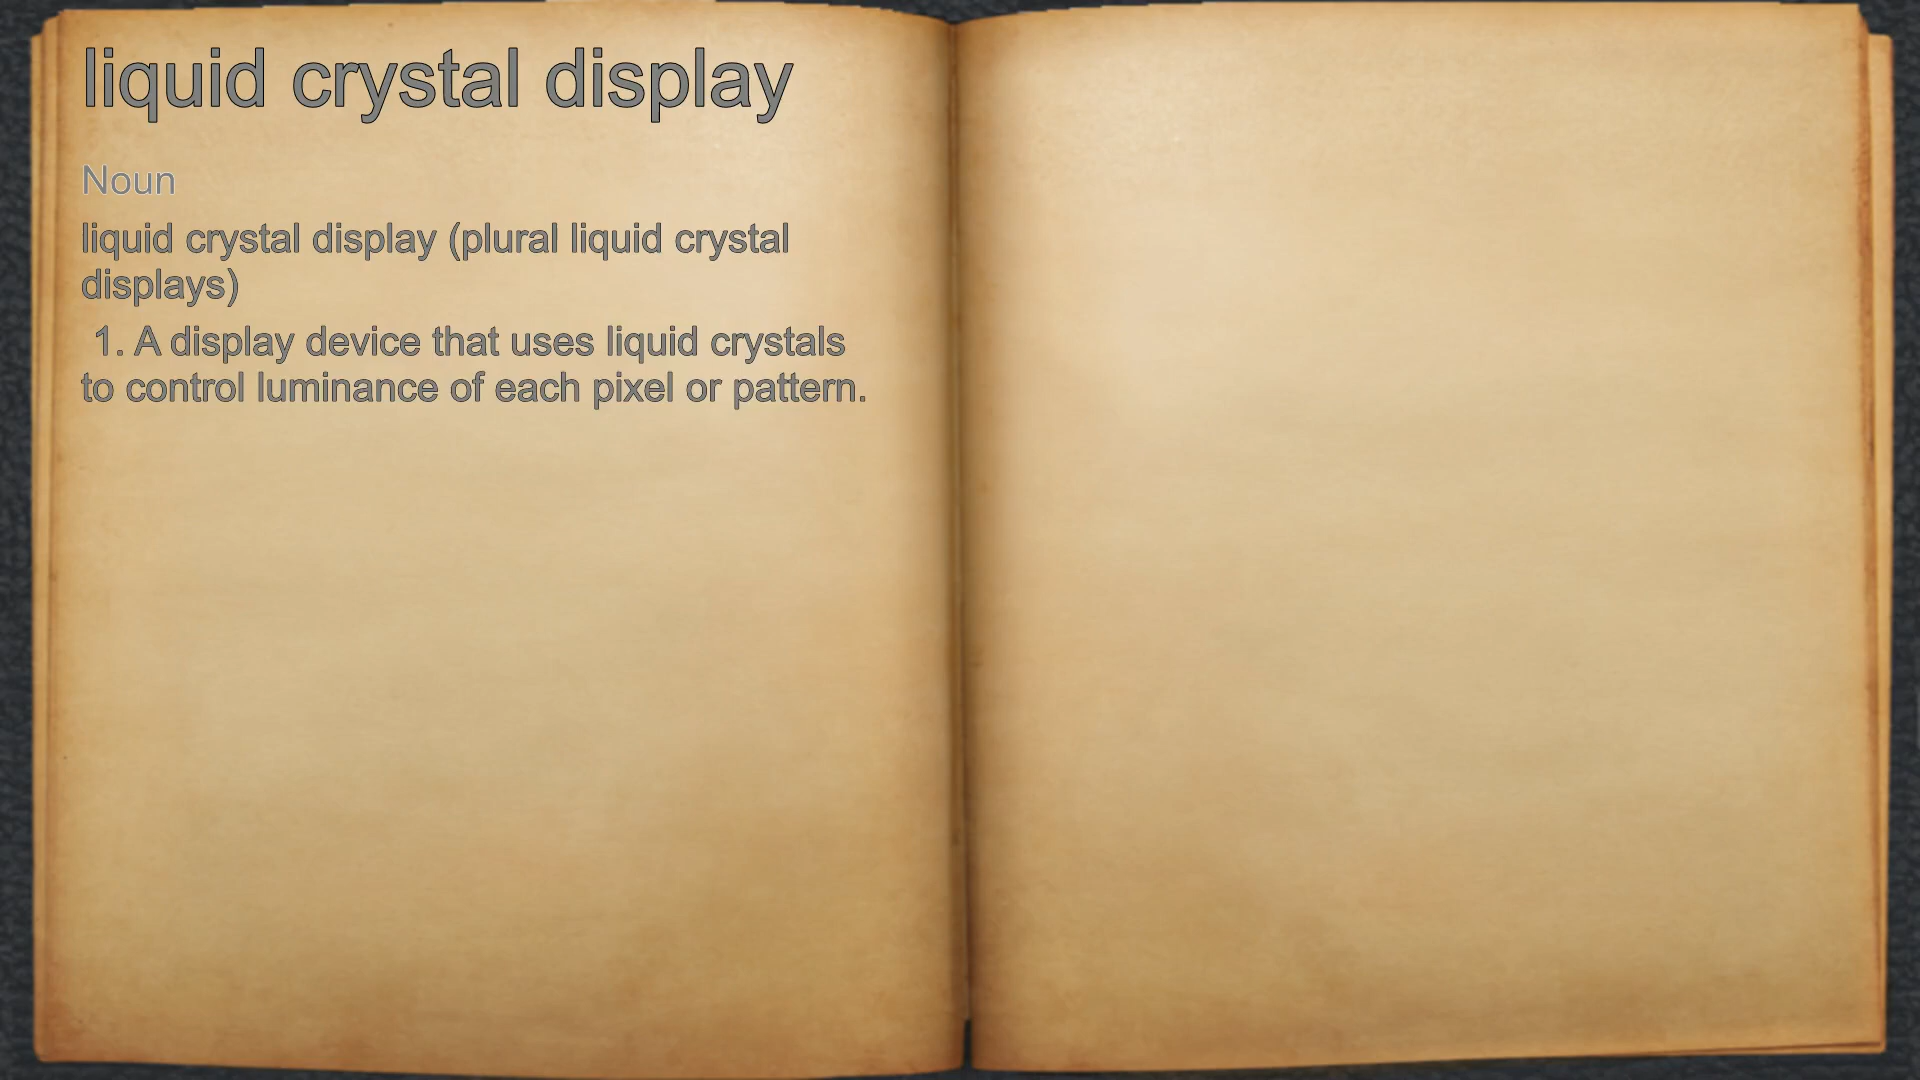 liquid crystal display
Noun
liquid crystal display (plural liquid crystal
displays)
1. A display device that uses liquid crystals
to control luminance of each pixel or pattern.